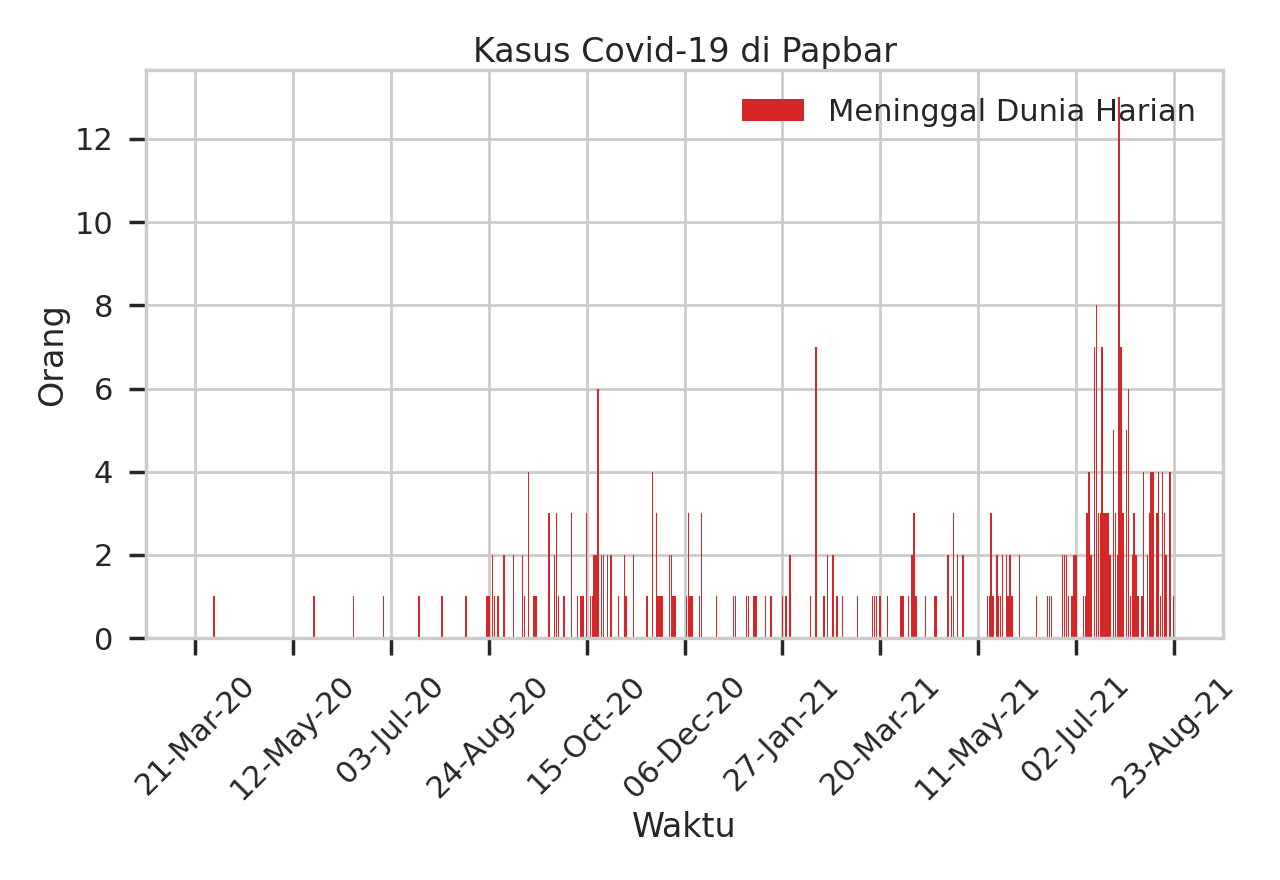 Kasus Covid-19 di Papbar
Meninggal Dunia Harian
12
10
8
6
4
2
0
Orang
21-Mar-20
12-May-20
03-Jul-20
24-Aug-20
15-Oct-20
06-Dec-20
27-Jan-21
20-Mar-21
11-May-21
02-Jul-21
23-Aug-21
Waktu